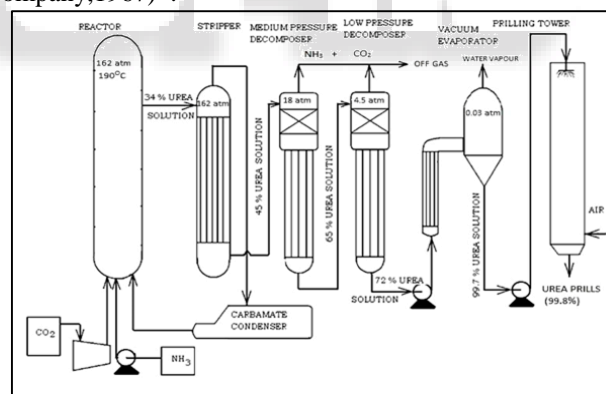 ompany,1987)
REACTOR
STRIPPER
MEDIUM PRESSURE
DECOMPOSER
LOW PRESSURE
DECOMPOSER
VACUUM
EVAPORATOR
PRILLING TOWER
NH₃ + CO₂
OFF GAS
WATER VAPOUR
162 atm
190°C
34 % UREA
SOLUTION
162 atm
18 atm
4.5 atm
0.03 atm
45 % UREA SOLUTION
65 % UREA SOLUTION
72 % UREA
SOLUTION
99.7 % UREA SOLUTION
AIR
UREA PRILLS
(99.8%)
CARBAMATE
CONDENSER
CO₂
NH₃